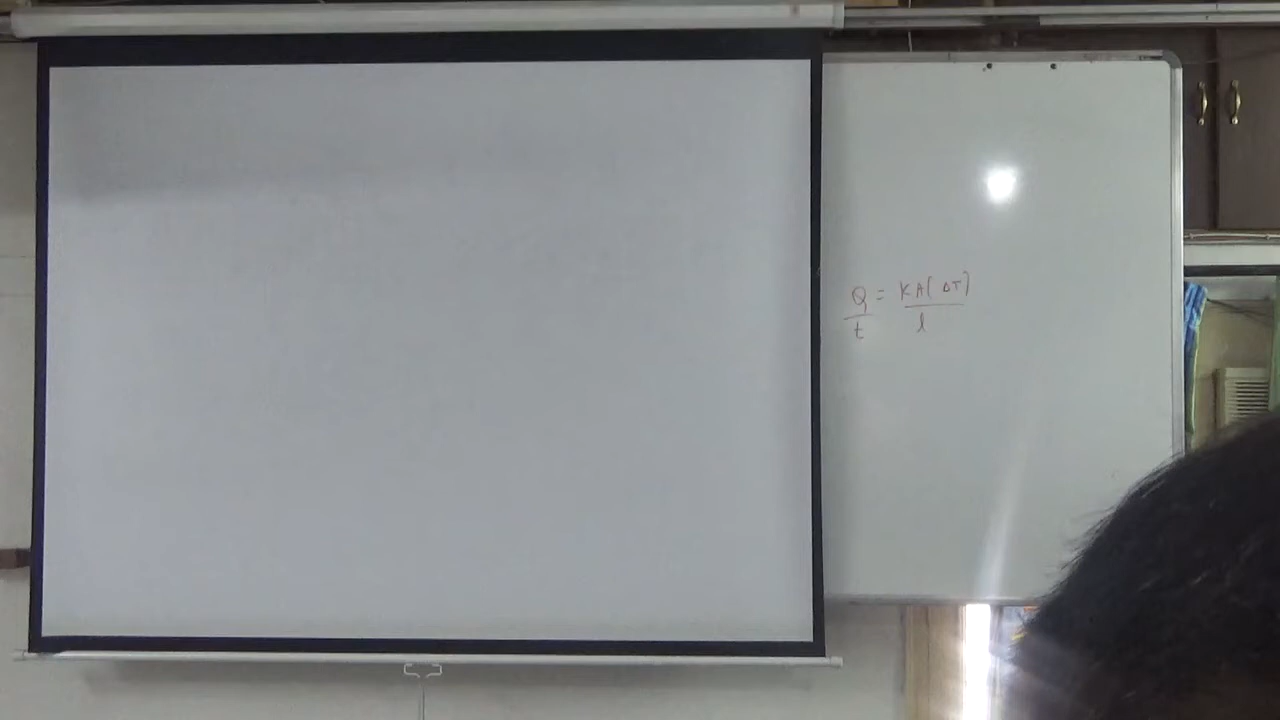 Q/t = KA(ΔT)/l